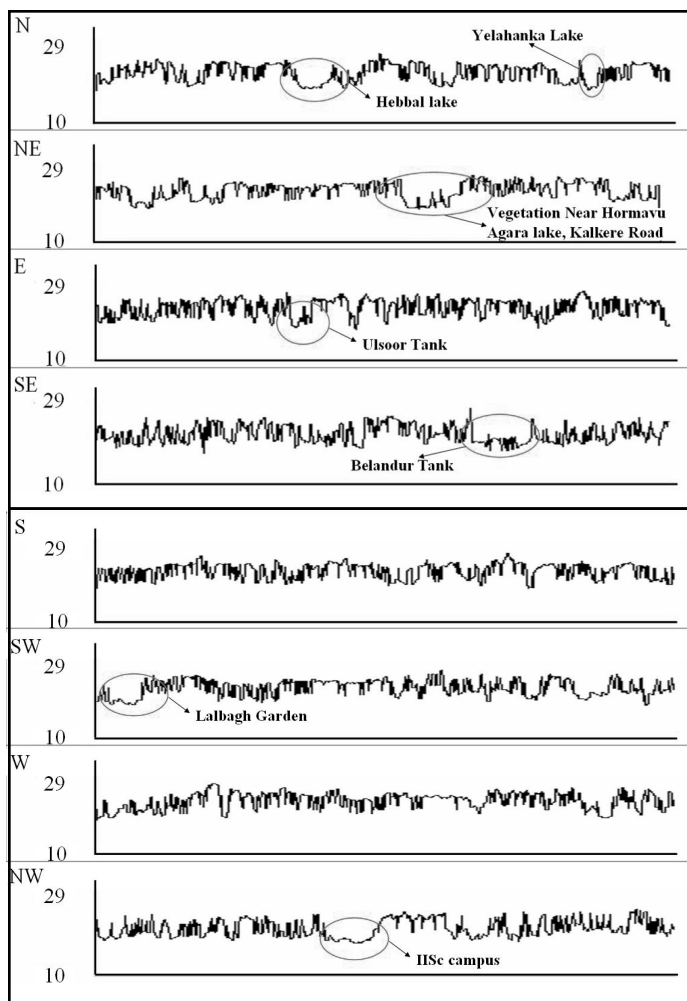 N
29
Yelahanka Lake
Hebbal lake
10
NE
29
Vegetation Near Hormavu
Agara lake, Kalkere Road
10
E
29
Ulsoor Tank
10
SE
29
Belandur Tank
10
S
29
10
SW
29
Lalbagh Garden
10
W
29
10
NW
29
IISc campus
10